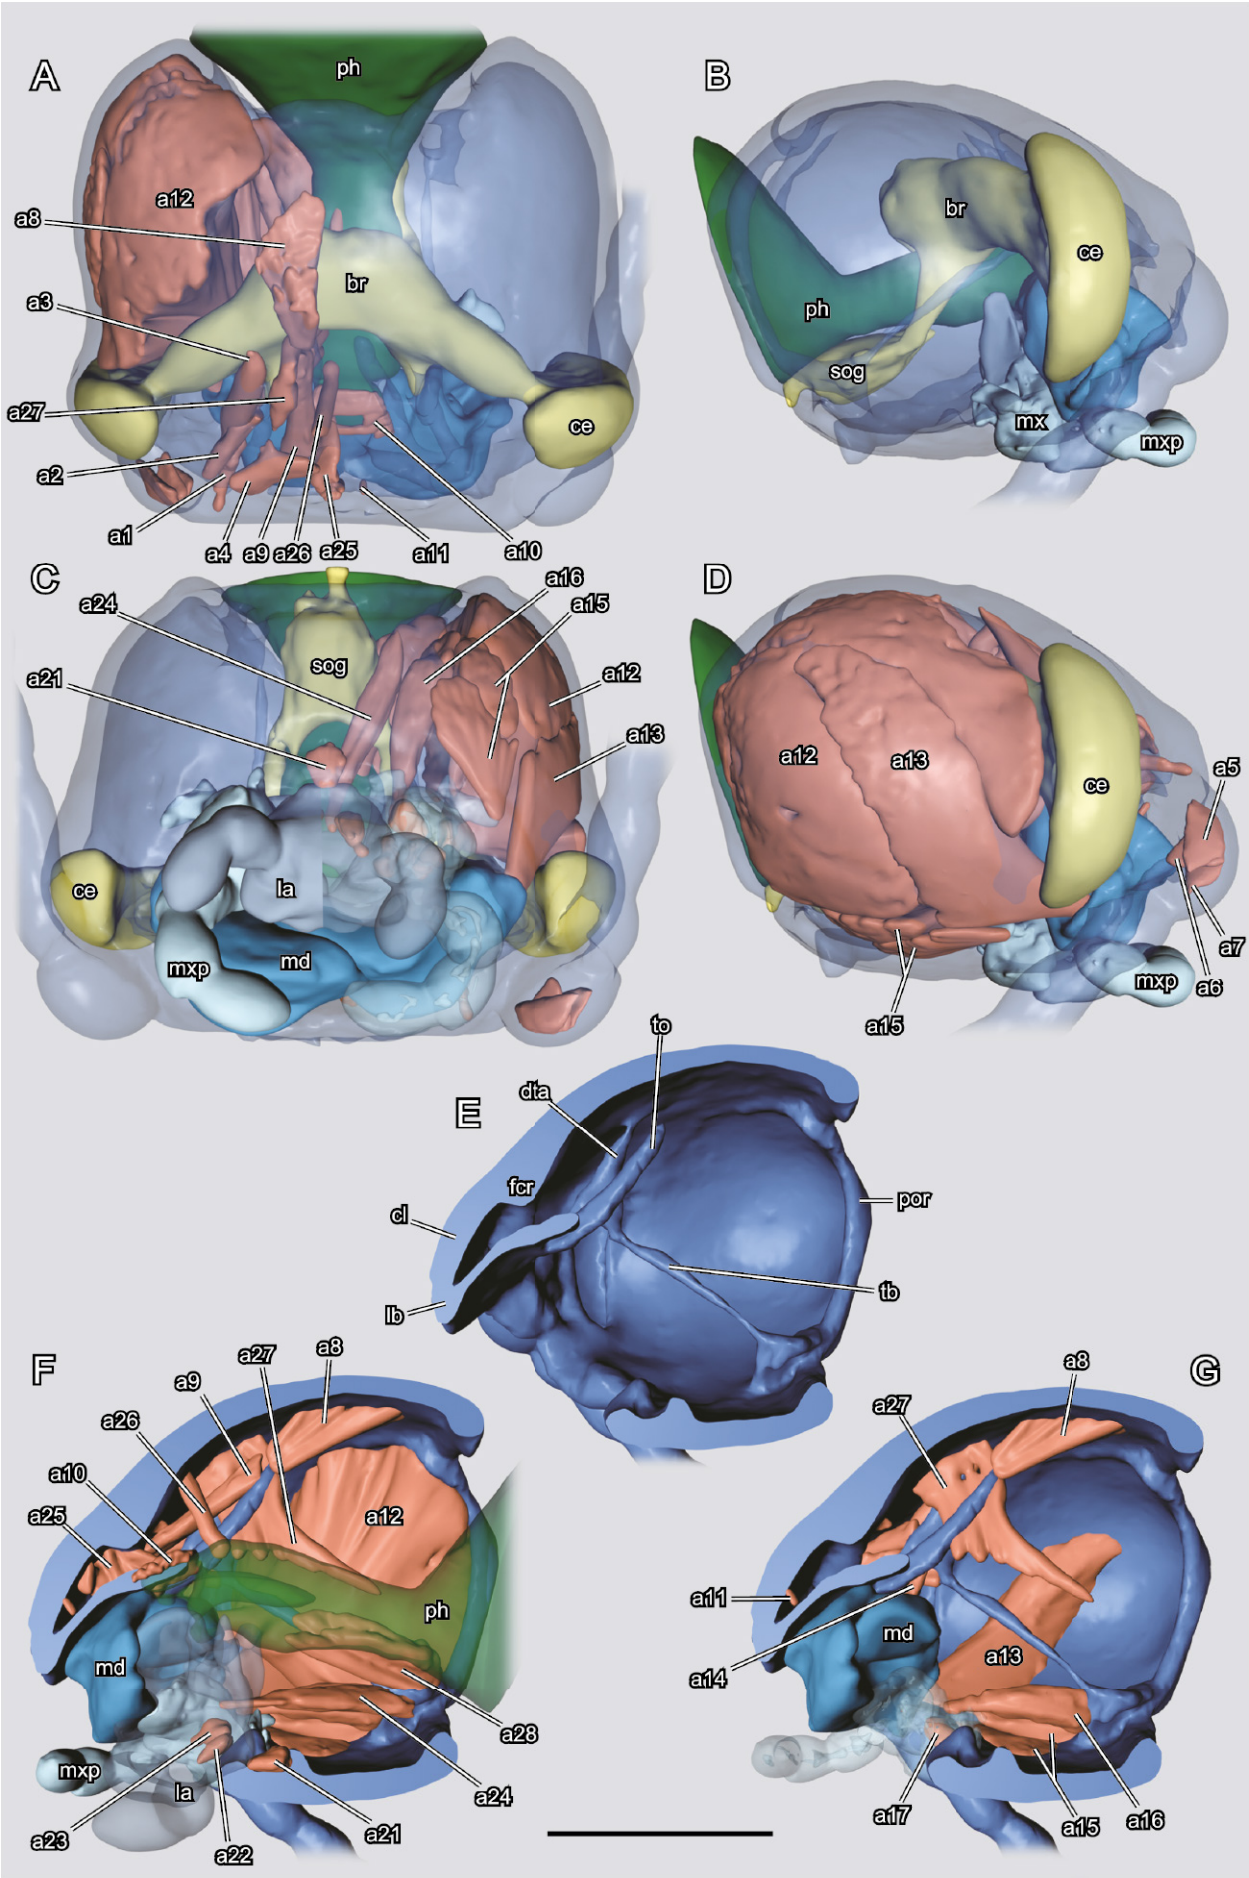 A
ph
a12
a8
br
a3
a27
ce
a2
a1
a4
a9
a26
a25
a11
a10
B
br
ce
ph
sog
mx
mxp
C
a24
a16
a15
sog
a21
a12
a13
ce
la
mxp
md
D
a12
a13
ce
a5
a7
mxp
a6
a15
E
to
dta
fcr
cl
por
lb
tb
F
a27
a8
a9
a26
a10
a25
a12
ph
md
mxp
la
a28
a24
a23
a22
a21
G
a8
a27
a11
md
a14
a13
a17
a15
a16